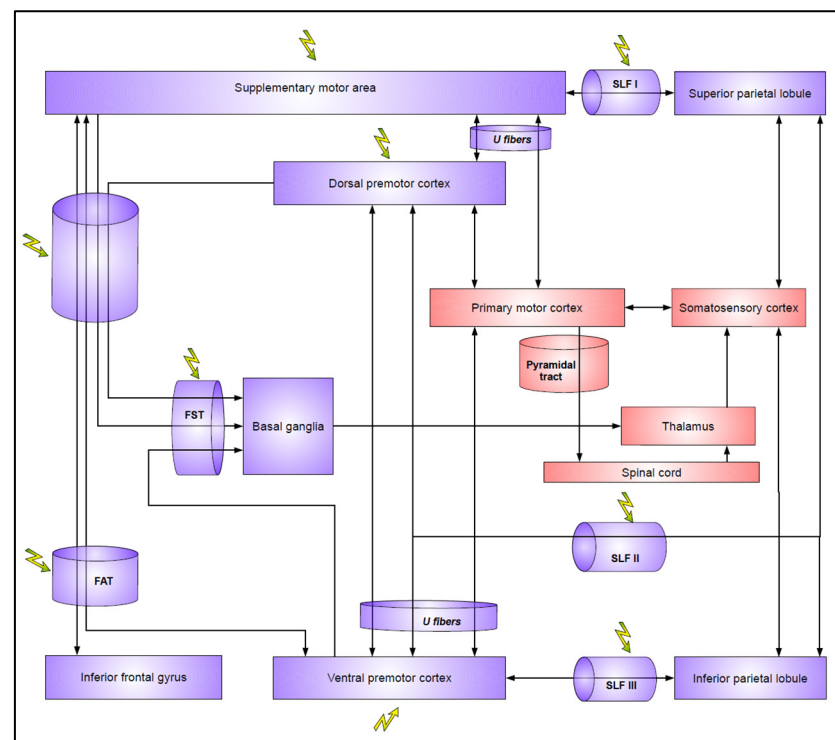 Supplementary motor area
SLF I
Superior parietal lobule
U fibers
Dorsal premotor cortex
Primary motor cortex
Somatosensory cortex
Pyramidal
tract
FST
Basal ganglia
Thalamus
Spinal cord
SLF II
FAT
U fibers
Inferior frontal gyrus
Ventral premotor cortex
SLF III
Inferior parietal lobule